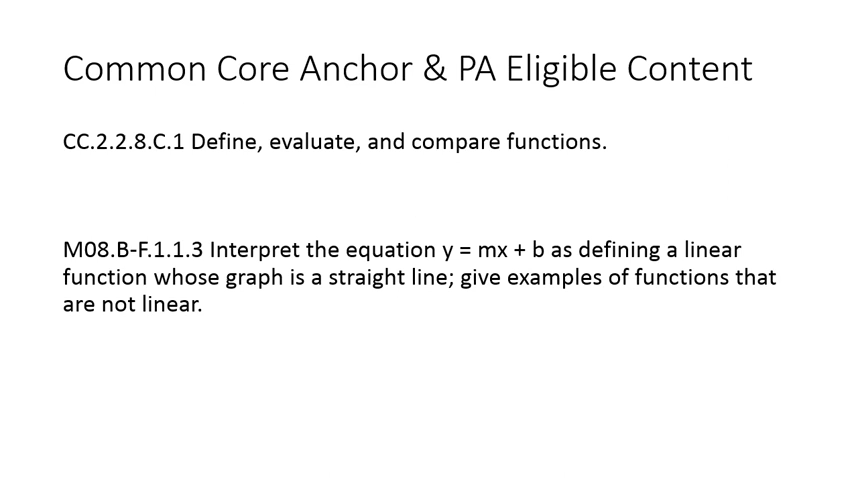 Common Core Anchor & PA Eligible Content
CC.2.2.8.C.1 Define, evaluate, and compare functions.
M08.B-F.1.1.3 Interpret the equation y = mx + b as defining a linear
function whose graph is a straight line; give examples of functions that
are not linear.